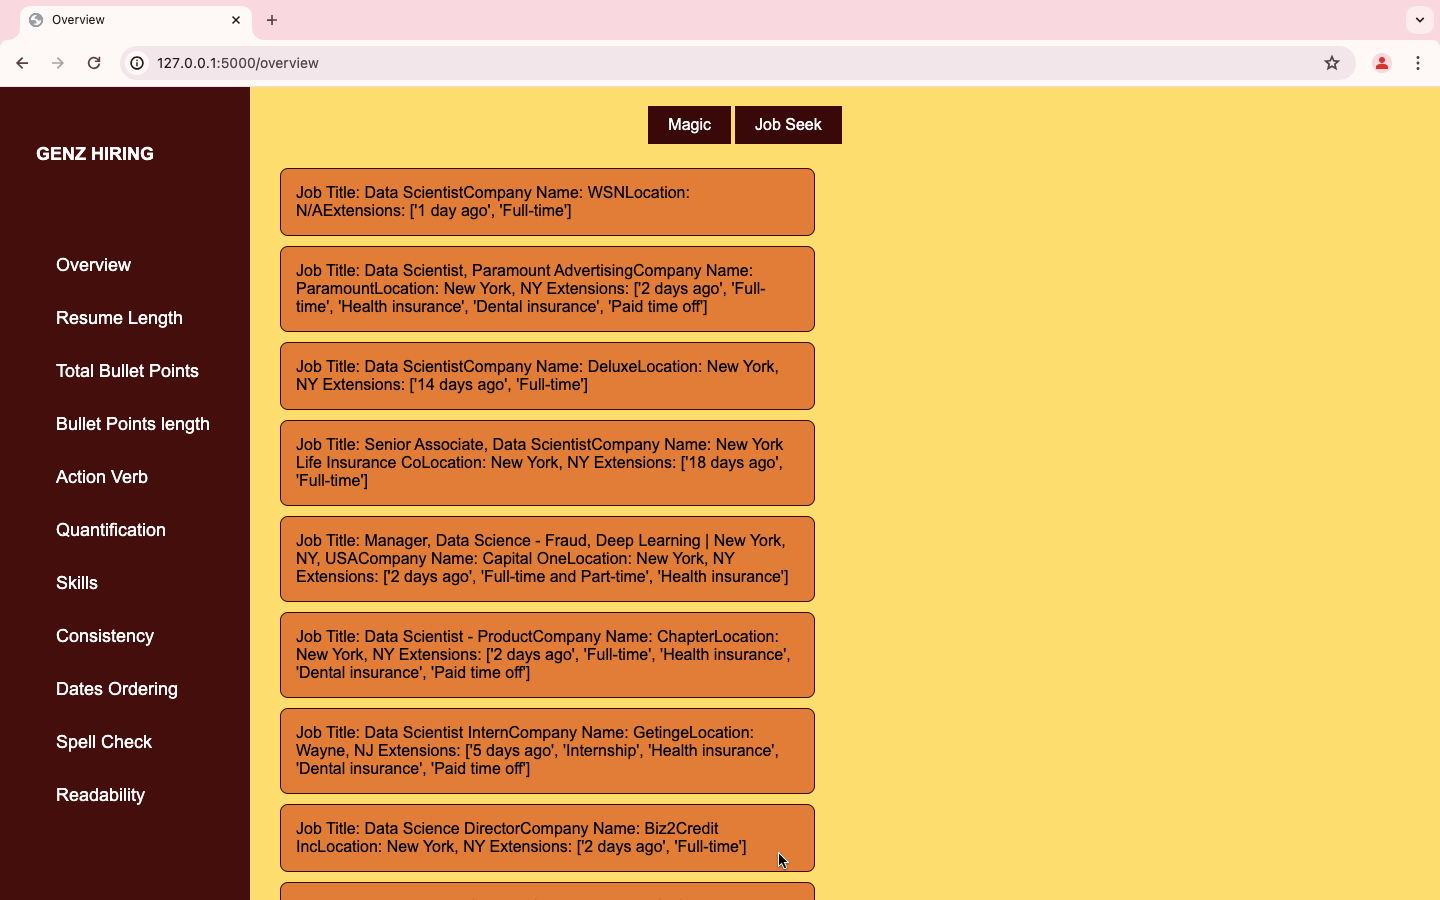 Overview
127.0.0.1:5000/overview
GENZ HIRING
Overview
Resume Length
Total Bullet Points
Bullet Points length
Action Verb
Quantification
Skills
Consistency
Dates Ordering
Spell Check
Readability
Magic
Job Seek
Job Title: Data ScientistCompany Name: WSNLocation:
N/AExtensions: ['1 day ago', 'Full-time']
Job Title: Data Scientist, Paramount AdvertisingCompany Name:
ParamountLocation: New York, NY Extensions: ['2 days ago', 'Full-
time', 'Health insurance', 'Dental insurance', 'Paid time off']
Job Title: Data ScientistCompany Name: DeluxeLocation: New York,
NY Extensions: ['14 days ago', 'Full-time']
Job Title: Senior Associate, Data ScientistCompany Name: New York
Life Insurance CoLocation: New York, NY Extensions: ['18 days ago',
'Full-time']
Job Title: Manager, Data Science - Fraud, Deep Learning | New York,
NY, USACompany Name: Capital OneLocation: New York, NY
Extensions: ['2 days ago', 'Full-time and Part-time', 'Health insurance']
Job Title: Data Scientist - ProductCompany Name: ChapterLocation:
New York, NY Extensions: ['2 days ago', 'Full-time', 'Health insurance',
'Dental insurance', 'Paid time off']
Job Title: Data Scientist InternCompany Name: GetingeLocation:
Wayne, NJ Extensions: ['5 days ago', 'Internship', 'Health insurance',
'Dental insurance', 'Paid time off']
Job Title: Data Science DirectorCompany Name: Biz2Credit
IncLocation: New York, NY Extensions: ['2 days ago', 'Full-time']